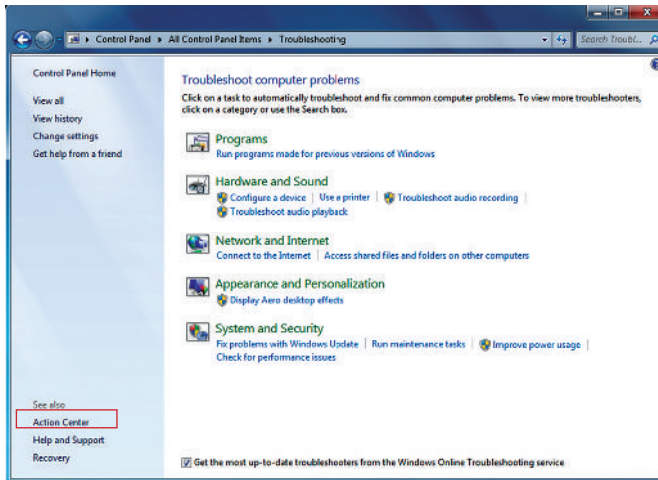 Control Panel ▸ All Control Panel Items ▸ Troubleshooting
Search Troubl...
Control Panel Home
View all
View history
Change settings
Get help from a friend
Troubleshoot computer problems
Click on a task to automatically troubleshoot and fix common computer problems. To view more troubleshooters,
click on a category or use the Search box.
Programs
Run programs made for previous versions of Windows
Hardware and Sound
Configure a device | Use a printer | Troubleshoot audio recording |
Troubleshoot audio playback
Network and Internet
Connect to the Internet | Access shared files and folders on other computers
Appearance and Personalization
Display Aero desktop effects
System and Security
Fix problems with Windows Update | Run maintenance tasks | Improve power usage |
Check for performance issues
See also
Action Center
Help and Support
Recovery
Get the most up-to-date troubleshooters from the Windows Online Troubleshooting service